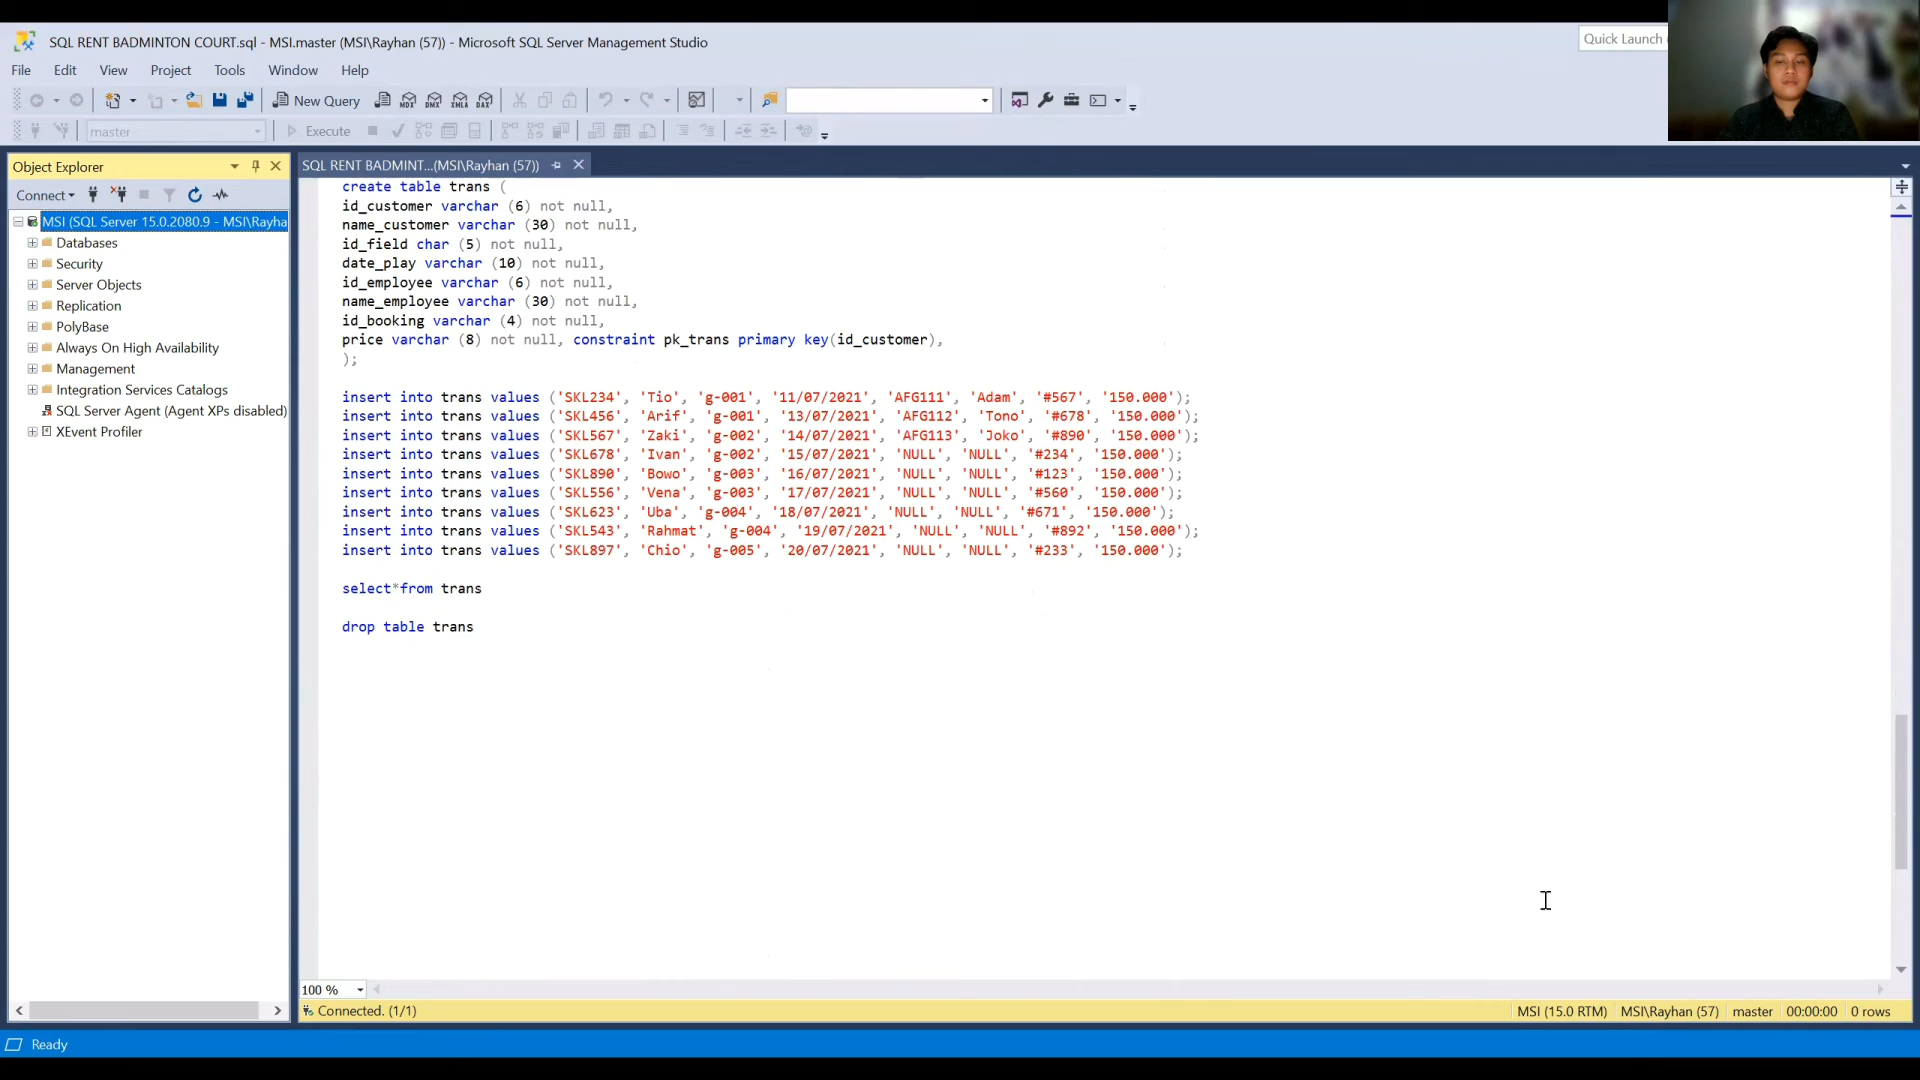 SQL RENT BADMINTON COURT.sql - MSI.master (MSI\Rayhan (57)) - Microsoft SQL Server Management Studio
Quick Launch (
File Edit View Project Tools Window Help
New Query MDX DMX XMLA DAX
master Execute
Object Explorer
SQL RENT BADMINT...(MSI\Rayhan (57))
Connect
MSI (SQL Server 15.0.2080.9 - MSI\Rayha
Databases
Security
Server Objects
Replication
PolyBase
Always On High Availability
Management
Integration Services Catalogs
SQL Server Agent (Agent XPs disabled)
XEvent Profiler
create table trans (
id_customer varchar (6) not null,
name_customer varchar (30) not null,
id_field char (5) not null,
date_play varchar (10) not null,
id_employee varchar (6) not null,
name_employee varchar (30) not null,
id_booking varchar (4) not null,
price varchar (8) not null, constraint pk_trans primary key(id_customer),
);
insert into trans values ('SKL234', 'Tio', 'g-001', '11/07/2021', 'AFG111', 'Adam', '#567', '150.000');
insert into trans values ('SKL456', 'Arif', 'g-001', '13/07/2021', 'AFG112', 'Tono', '#678', '150.000');
insert into trans values ('SKL567', 'Zaki', 'g-002', '14/07/2021', 'AFG113', 'Joko', '#890', '150.000');
insert into trans values ('SKL678', 'Ivan', 'g-002', '15/07/2021', 'NULL', 'NULL', '#234', '150.000');
insert into trans values ('SKL890', 'Bowo', 'g-003', '16/07/2021', 'NULL', 'NULL', '#123', '150.000');
insert into trans values ('SKL556', 'Vena', 'g-003', '17/07/2021', 'NULL', 'NULL', '#560', '150.000');
insert into trans values ('SKL623', 'Uba', 'g-004', '18/07/2021', 'NULL', 'NULL', '#671', '150.000');
insert into trans values ('SKL543', 'Rahmat', 'g-004', '19/07/2021', 'NULL', 'NULL', '#892', '150.000');
insert into trans values ('SKL897', 'Chio', 'g-005', '20/07/2021', 'NULL', 'NULL', '#233', '150.000');
select*from trans
drop table trans
100 %
Connected. (1/1) MSI (15.0 RTM) MSI\Rayhan (57) master 00:00:00 0 rows
Ready